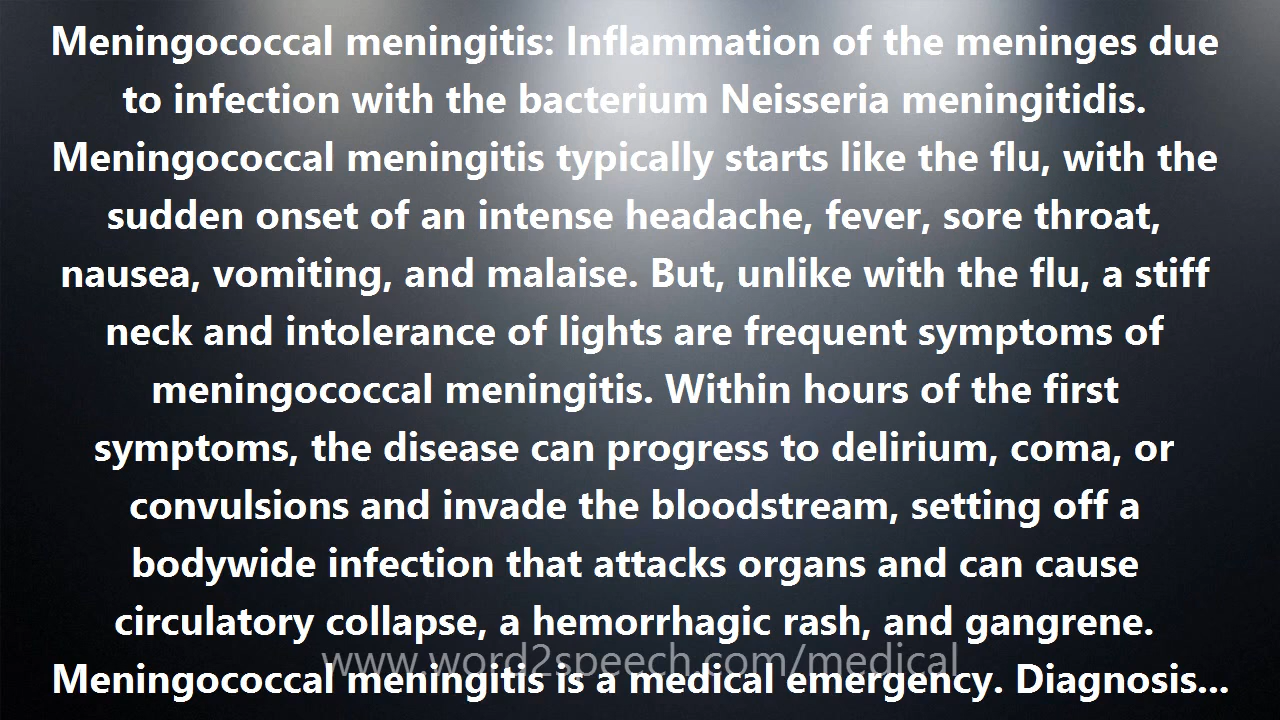 Meningococcal meningitis: Inflammation of the meninges due
to infection with the bacterium Neisseria meningitidis.
Meningococcal meningitis typically starts like the flu, with the
sudden onset of an intense headache, fever, sore throat,
nausea, vomiting, and malaise. But, unlike with the flu, a stiff
neck and intolerance of lights are frequent symptoms of
meningococcal meningitis. Within hours of the first
symptoms, the disease can progress to delirium, coma, or
convulsions and invade the bloodstream, setting off a
bodywide infection that attacks organs and can cause
circulatory collapse, a hemorrhagic rash, and gangrene.
www.word2speech.com/medical
Meningococcal meningitis is a medical emergency. Diagnosis...